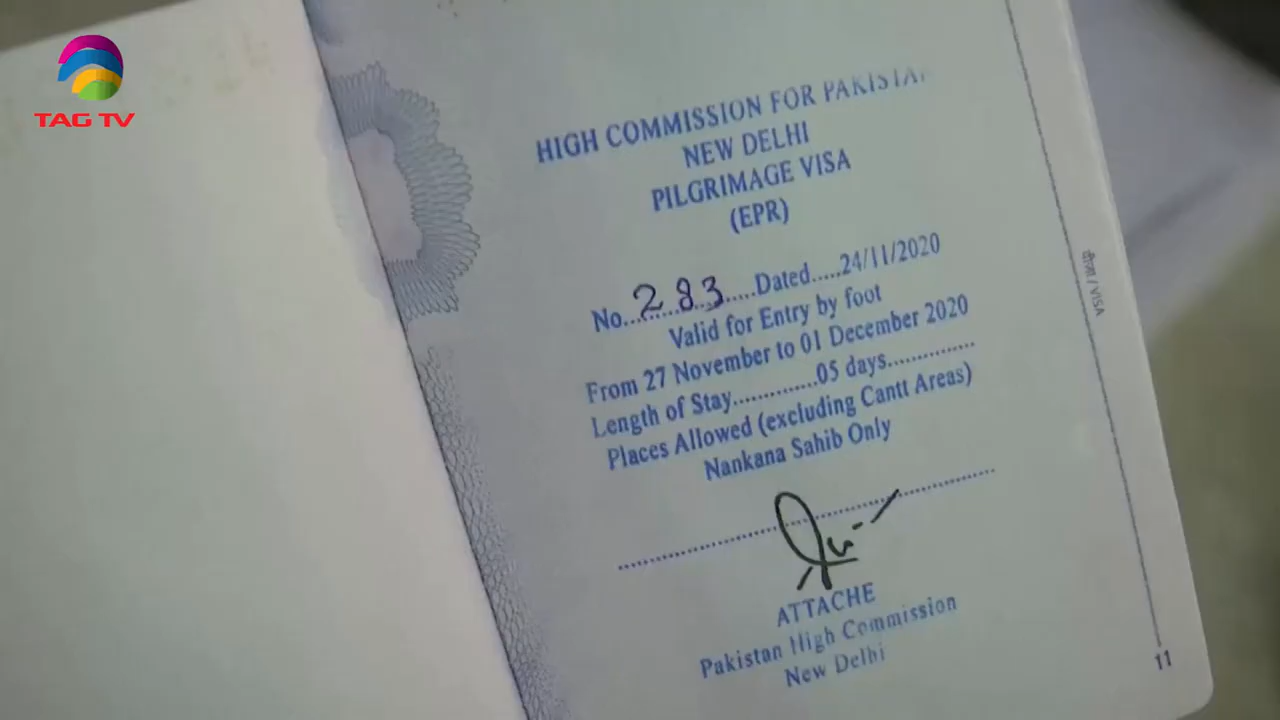 TAG TV
HIGH COMMISSION FOR PAKISTAN
NEW DELHI
PILGRIMAGE VISA
(EPR)
No...283.....Dated.....24/11/2020
Valid for Entry by foot
From 27 November to 01 December 2020
Length of Stay.............05 days..............
Places Allowed (excluding Cantt Areas)
Nankana Sahib Only
ATTACHE
Pakistan High Commission
New Delhi
वीजा / VISA
11